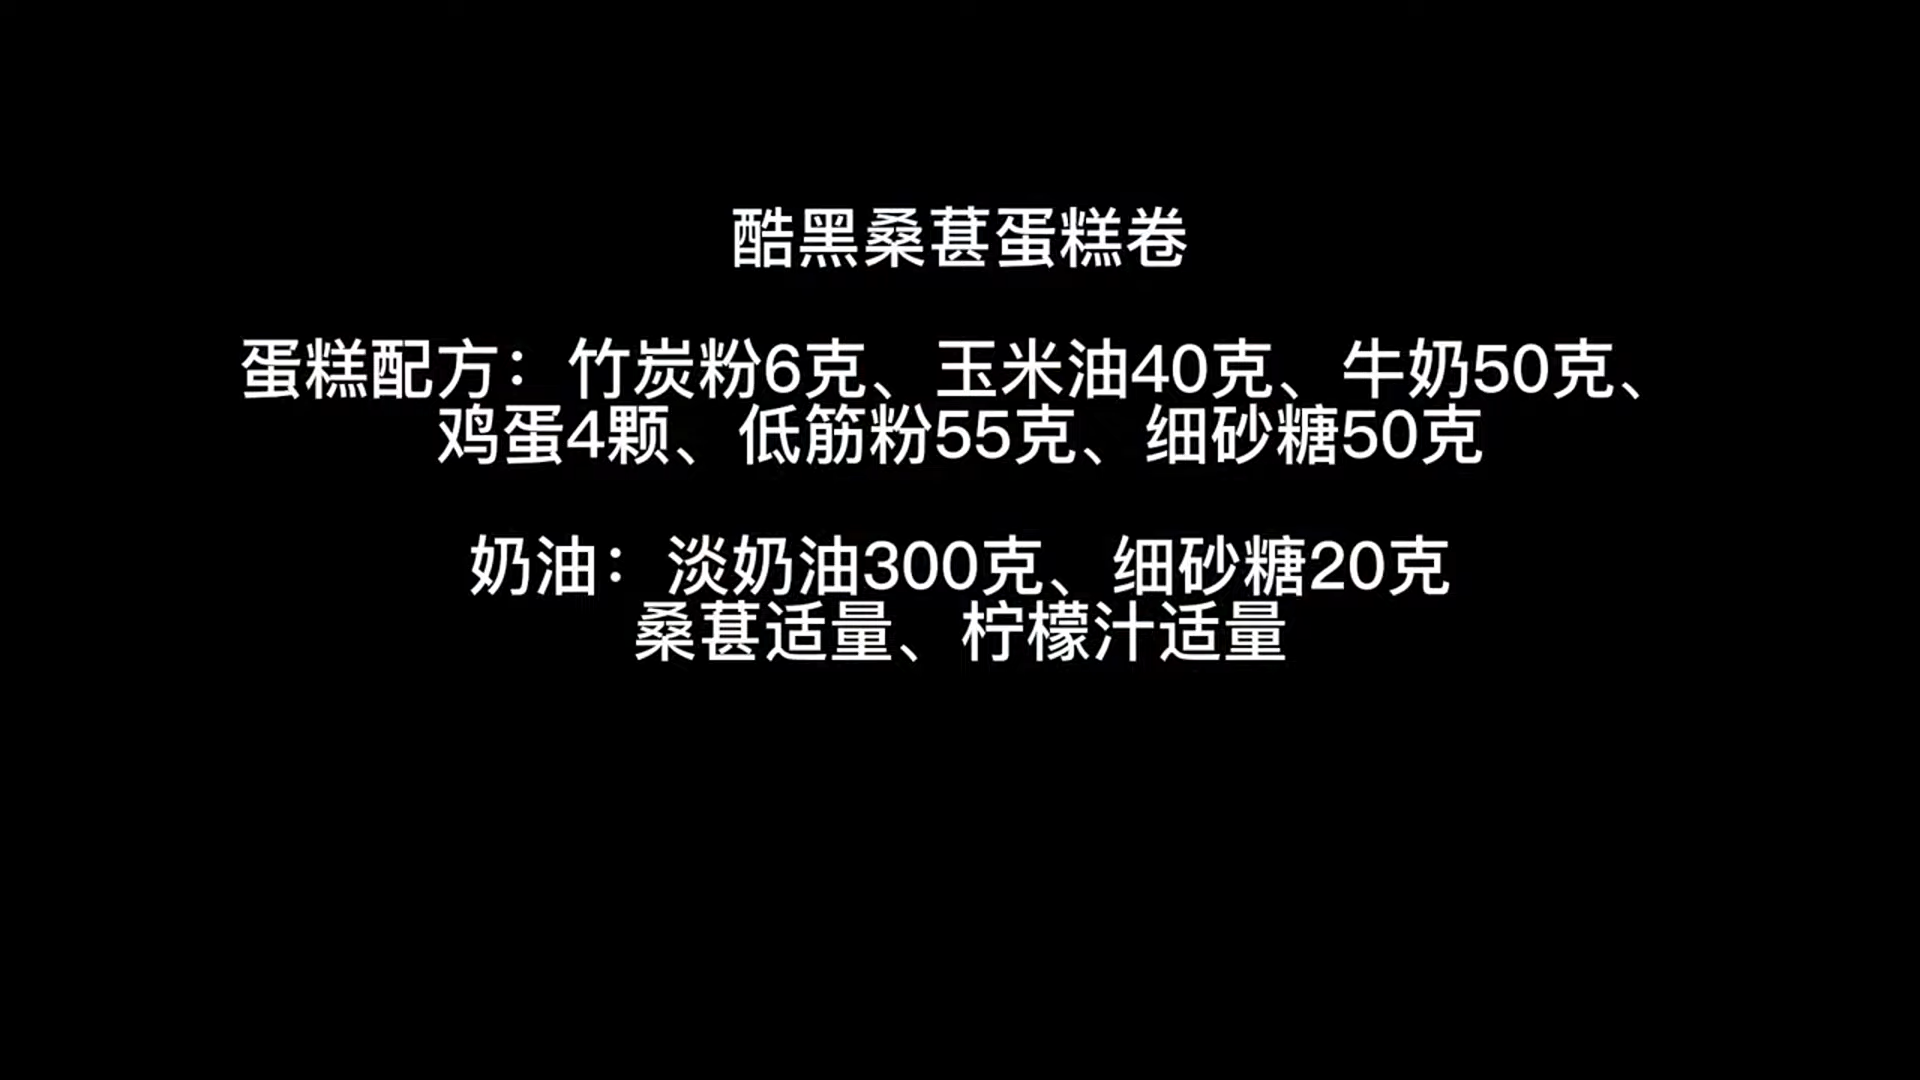 酷黑桑葚蛋糕卷
蛋糕配方：竹炭粉6克、玉米油40克、牛奶50克、
鸡蛋4颗、低筋粉55克、细砂糖50克
奶油：淡奶油300克、细砂糖20克
桑葚适量、柠檬汁适量